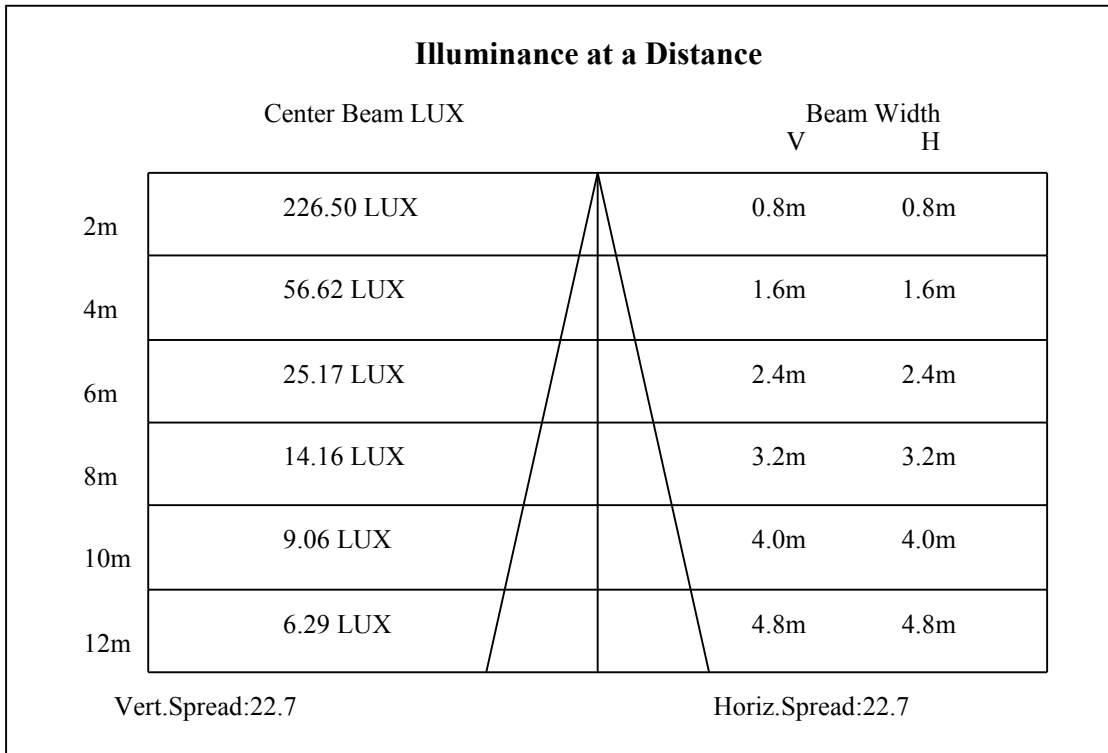 Illuminance at a Distance
Center Beam LUX Beam Width
V H
2m 226.50 LUX 0.8m 0.8m
4m 56.62 LUX 1.6m 1.6m
6m 25.17 LUX 2.4m 2.4m
8m 14.16 LUX 3.2m 3.2m
10m 9.06 LUX 4.0m 4.0m
12m 6.29 LUX 4.8m 4.8m
Vert.Spread:22.7 Horiz.Spread:22.7